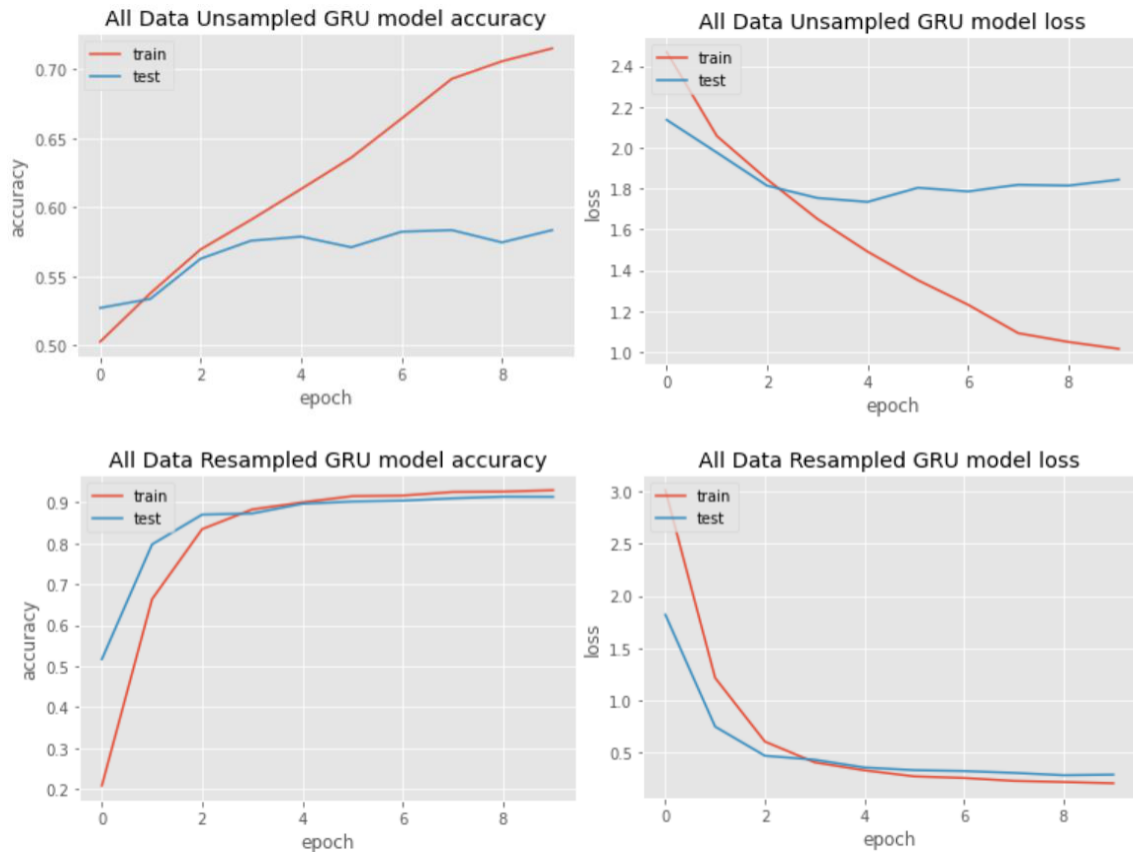 All Data Unsampled GRU model accuracy
train
test
0.70
0.65
0.60
0.55
0.50
accuracy
0 2 4 6 8
epoch
All Data Unsampled GRU model loss
train
test
2.4
2.2
2.0
1.8
1.6
1.4
1.2
1.0
loss
0 2 4 6 8
epoch
All Data Resampled GRU model accuracy
train
test
0.9
0.8
0.7
0.6
0.5
0.4
0.3
0.2
accuracy
0 2 4 6 8
epoch
All Data Resampled GRU model loss
train
test
3.0
2.5
2.0
1.5
1.0
0.5
loss
0 2 4 6 8
epoch